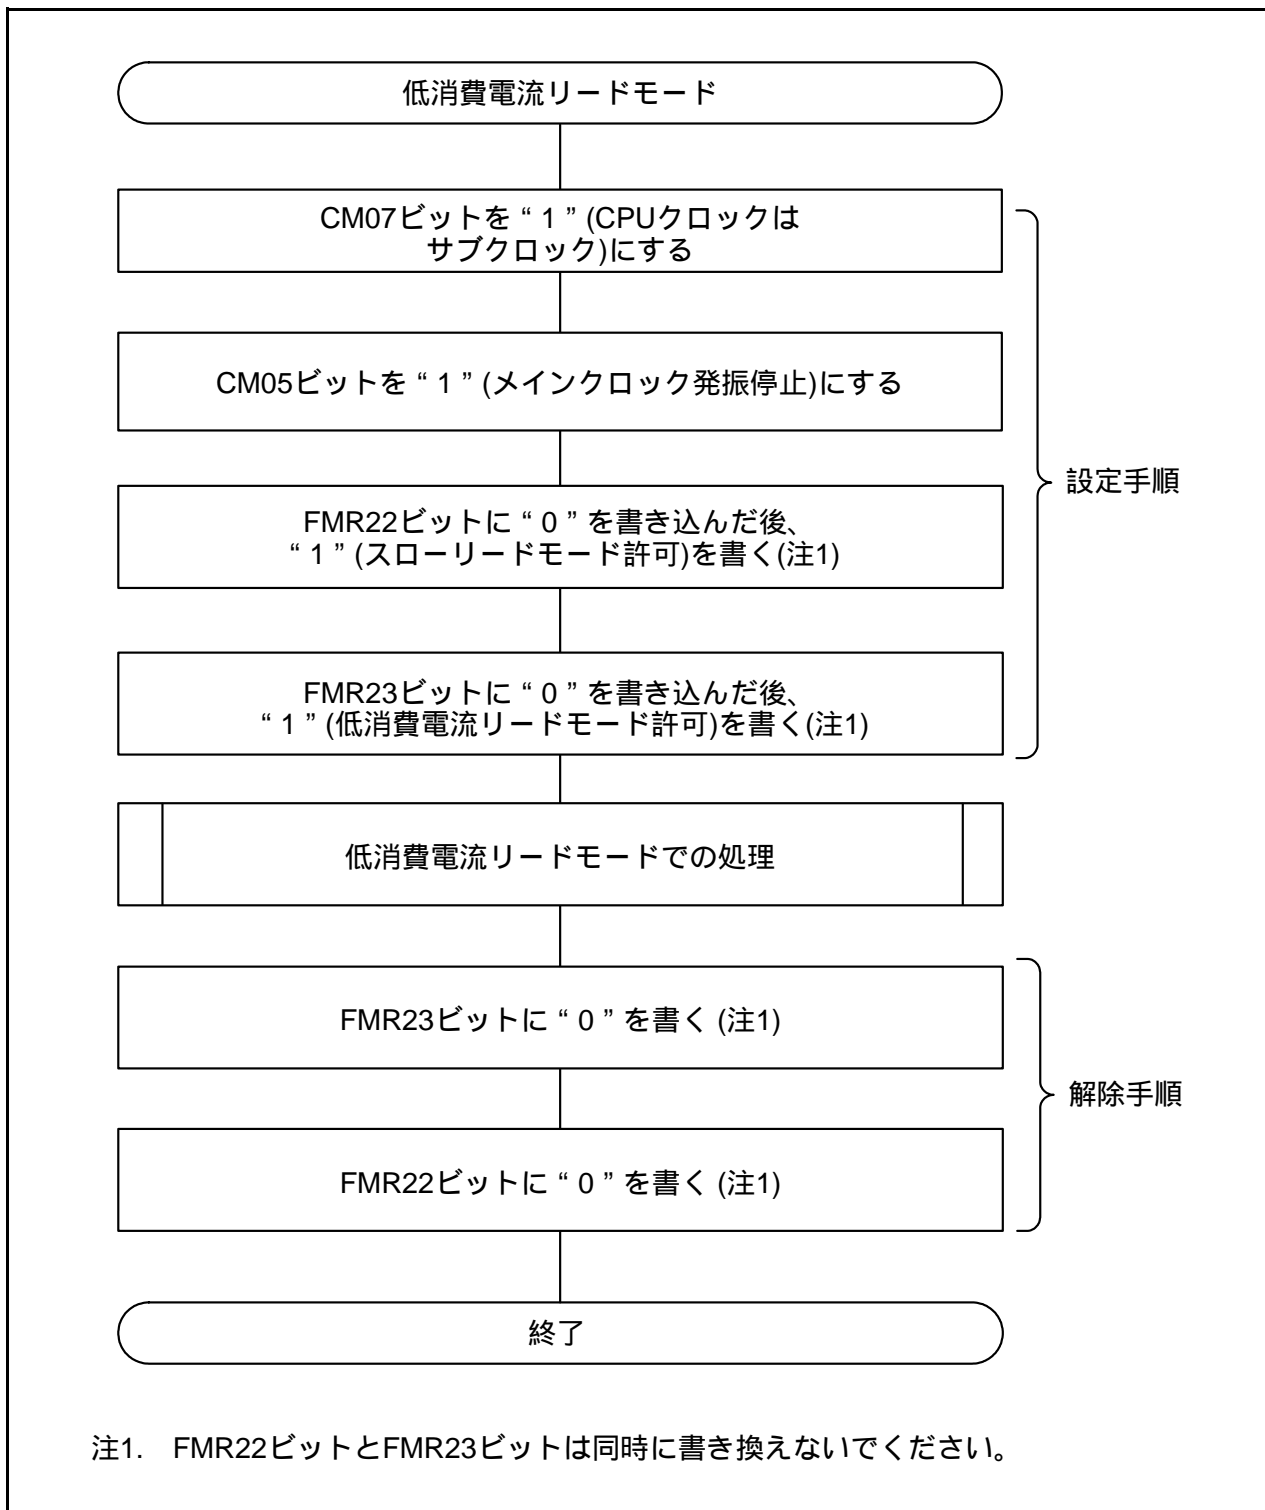 低消費電流リードモード
CM07ビットを“1”(CPUクロックは
サブクロック)にする
CM05ビットを“1”(メインクロック発振停止)にする
FMR22ビットに“0”を書き込んだ後、
“1”(スローリードモード許可)を書く(注1)
FMR23ビットに“0”を書き込んだ後、
“1”(低消費電流リードモード許可)を書く(注1)
設定手順
低消費電流リードモードでの処理
FMR23ビットに“0”を書く(注1)
FMR22ビットに“0”を書く(注1)
解除手順
終了
注1. FMR22ビットとFMR23ビットは同時に書き換えないでください。